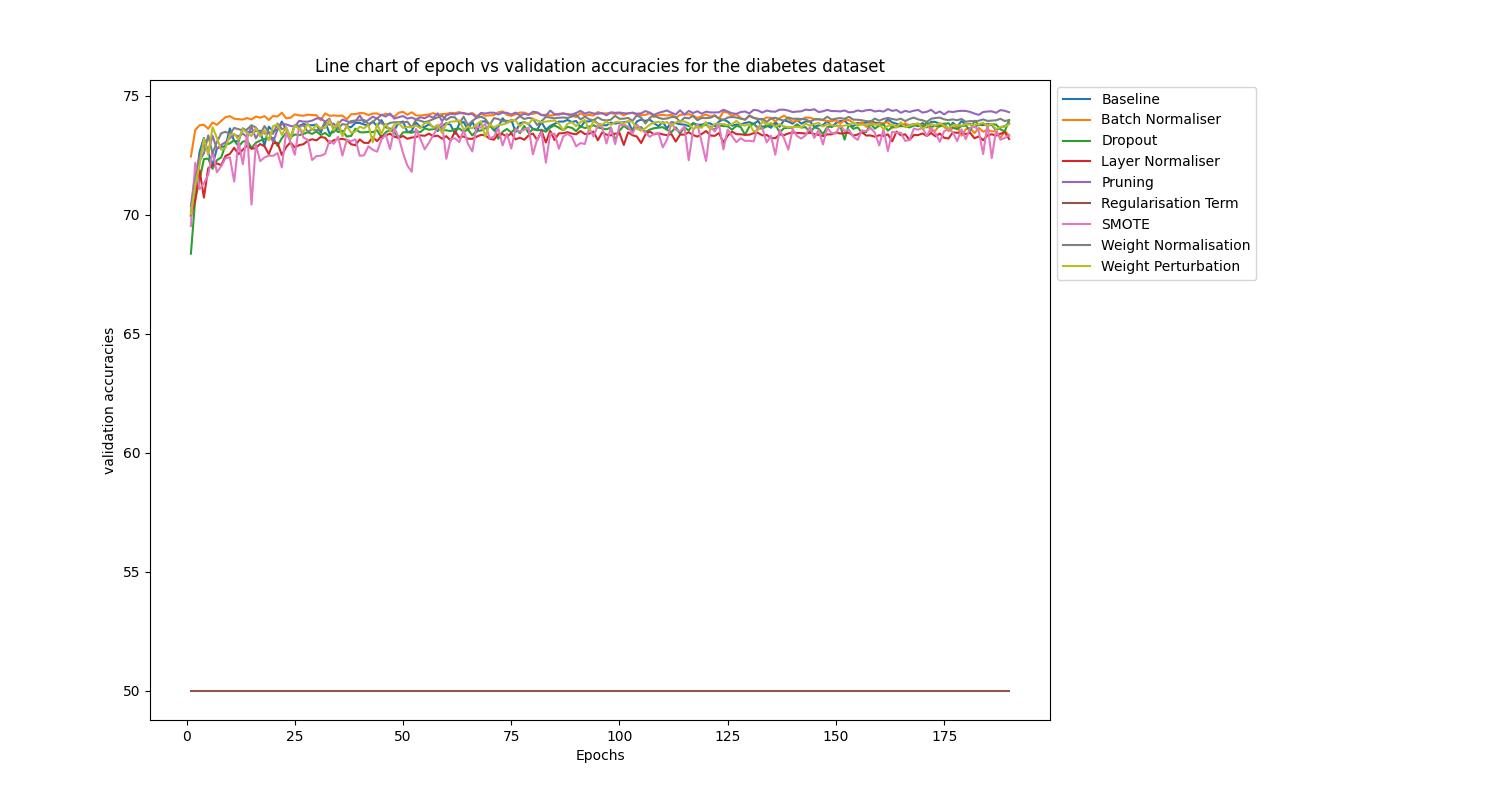 Line chart of epoch vs validation accuracies for the diabetes dataset
75
70
65
60
55
50
validation accuracies
0 25 50 75 100 125 150 175
Epochs
Baseline
Batch Normaliser
Dropout
Layer Normaliser
Pruning
Regularisation Term
SMOTE
Weight Normalisation
Weight Perturbation